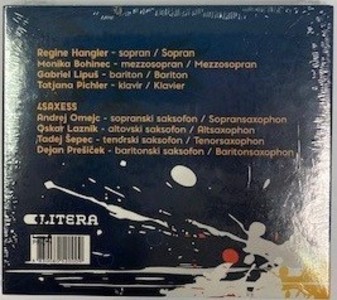 Regine Hangler - sopran / Sopran
Monika Bohinec - mezzosopran / Mezzosopran
Gabriel Lipuš - bariton / Bariton
Tatjana Pichler - klavir / Klavier
4SAXESS
Andrej Omejc - sopranski saksofon / Sopransaxophon
Oskar Laznik - altovski saksofon / Altsaxophon
Tadej Šepec - tenorski saksofon / Tenorsaxophon
Dejan Prešiček - baritonski saksofon / Baritonsaxophon
LITERA